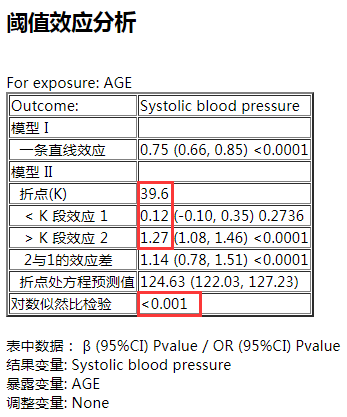 阈值效应分析
For exposure: AGE
Outcome: Systolic blood pressure
模型 I
一条直线效应 0.75 (0.66, 0.85) <0.0001
模型 II
折点(K) 39.6
< K 段效应 1 0.12 (-0.10, 0.35) 0.2736
> K 段效应 2 1.27 (1.08, 1.46) <0.0001
2与1的效应差 1.14 (0.78, 1.51) <0.0001
折点处方程预测值 124.63 (122.03, 127.23)
对数似然比检验 <0.001
表中数据： β (95%CI) Pvalue / OR (95%CI) Pvalue
结果变量: Systolic blood pressure
暴露变量: AGE
调整变量: None